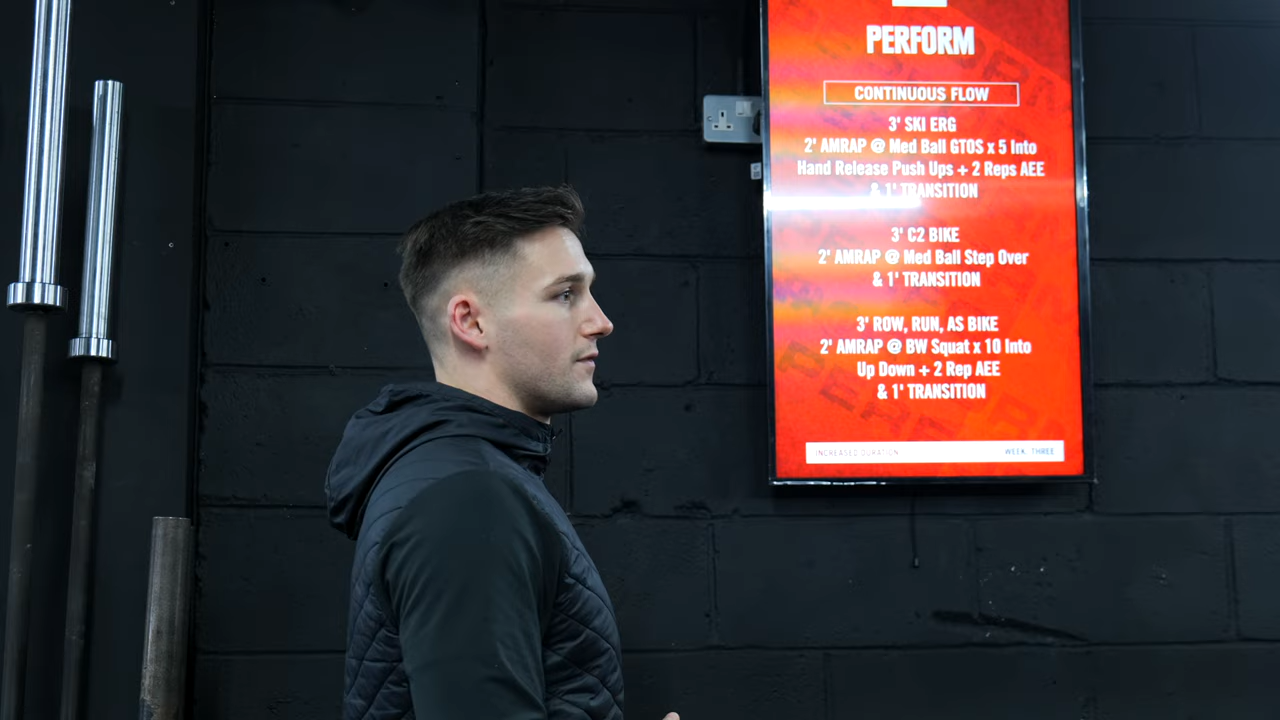 PERFORM
CONTINUOUS FLOW
3' SKI ERG
2' AMRAP @ Med Ball GTOS x 5 Into
Hand Release Push Ups + 2 Reps AEE
& 1' TRANSITION
3' C2 BIKE
2' AMRAP @ Med Ball Step Over
& 1' TRANSITION
3' ROW, RUN, AS BIKE
2' AMRAP @ BW Squat x 10 Into
Up Down + 2 Rep AEE
& 1' TRANSITION
INCREASED DURATION WEEK: THREE